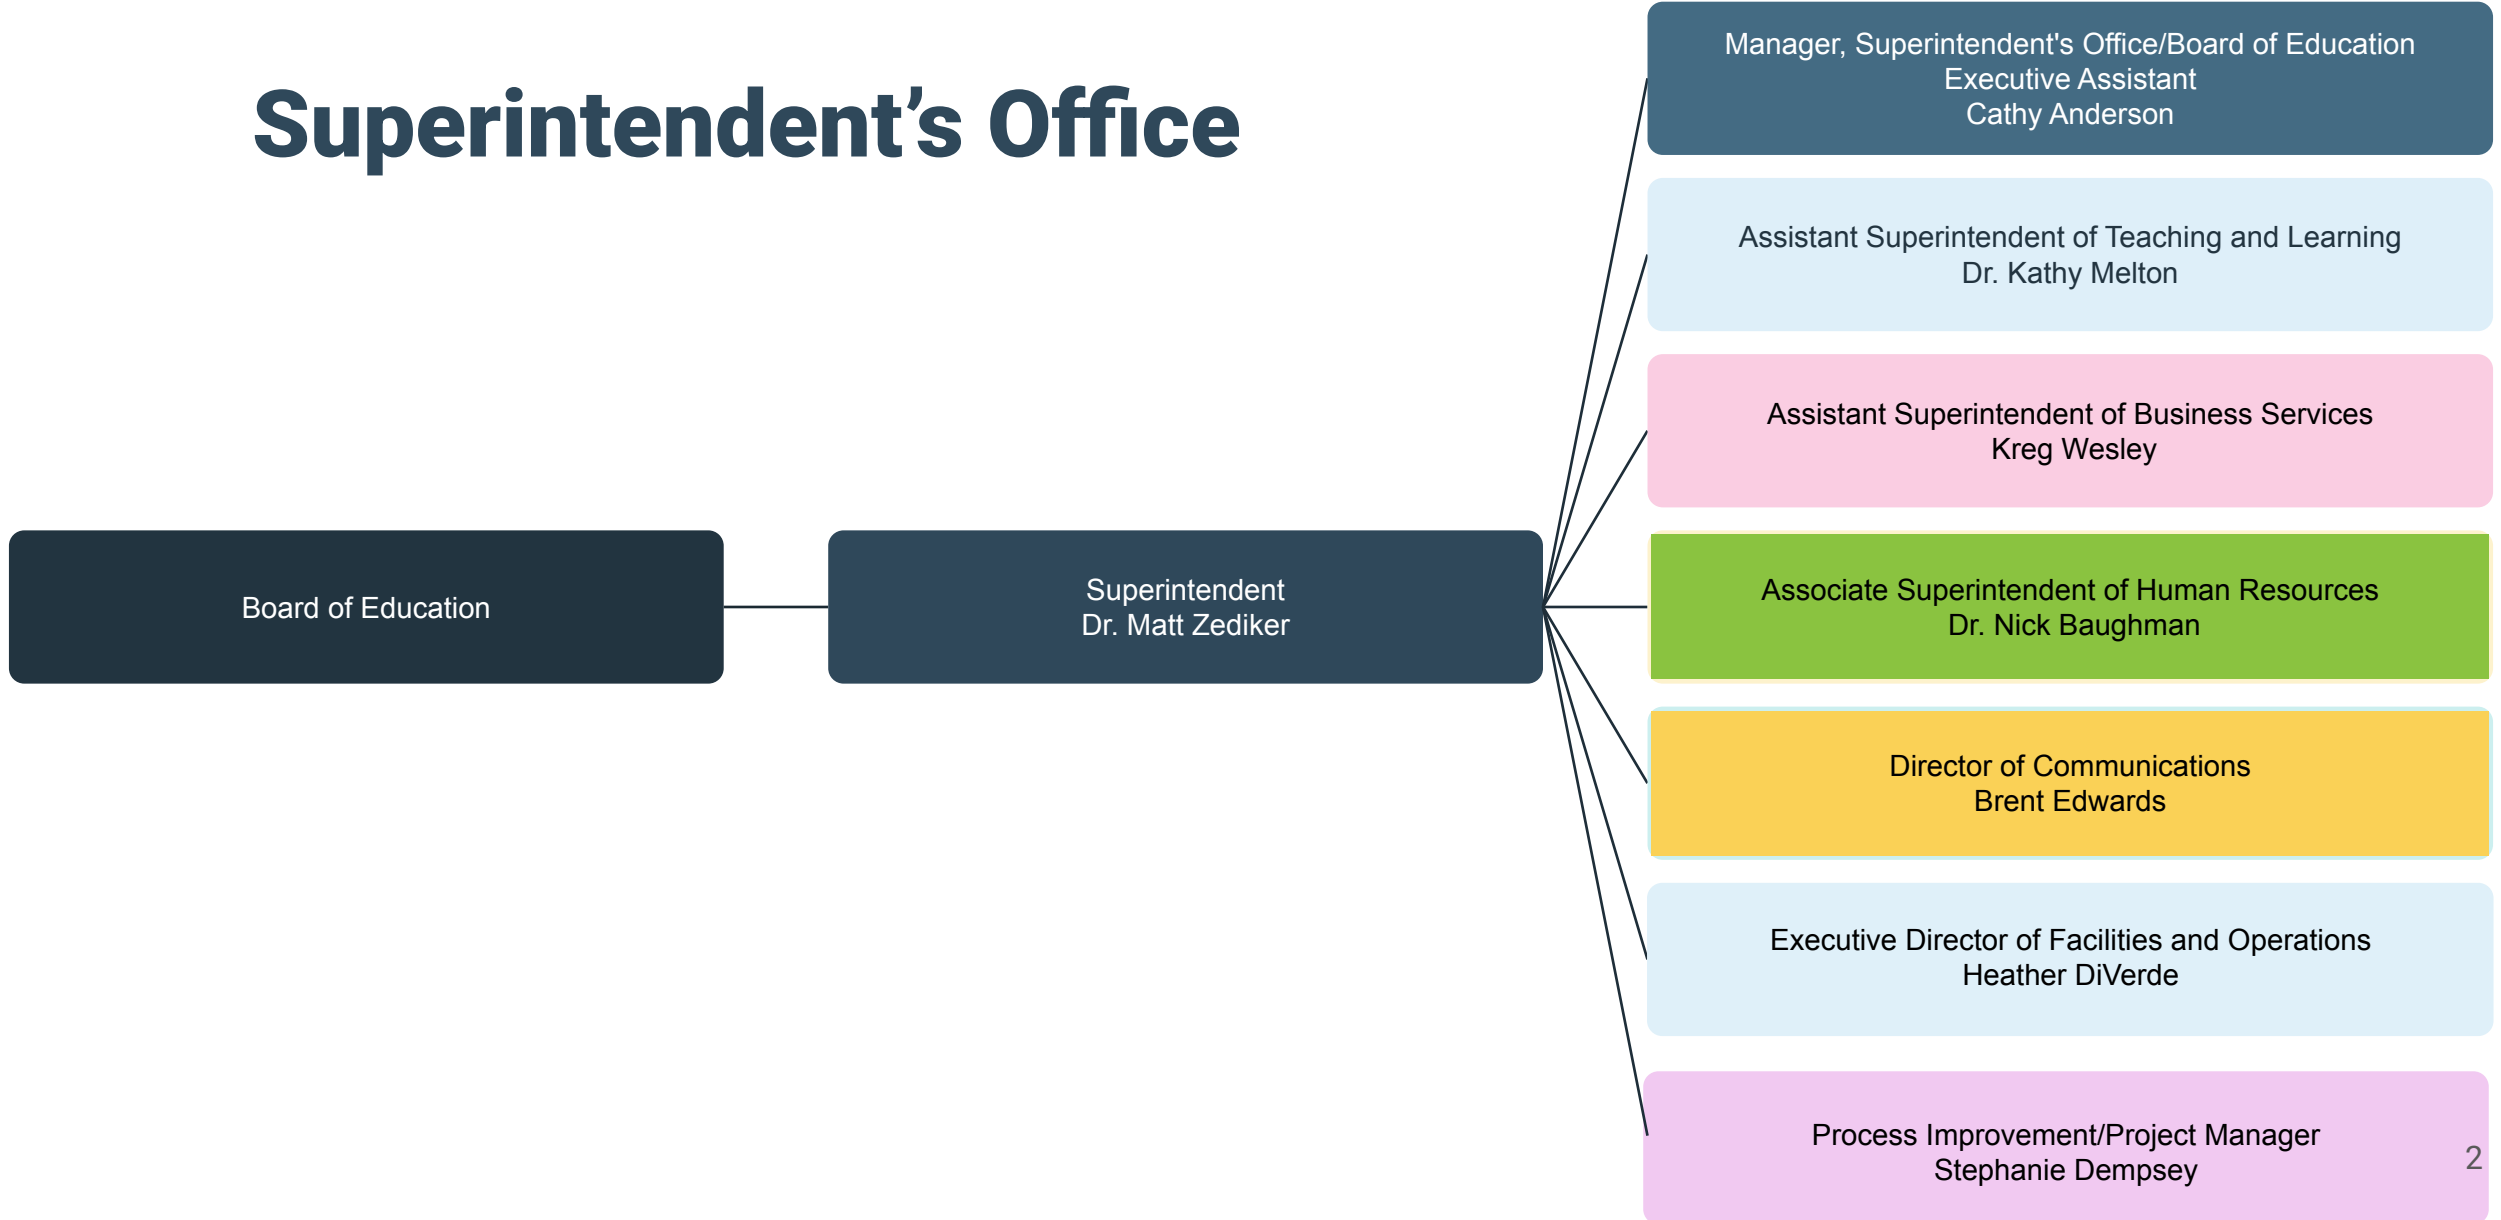 Superintendent’s Office
Board of Education
Superintendent
Dr. Matt Zediker
Manager, Superintendent's Office/Board of Education
Executive Assistant
Cathy Anderson
Assistant Superintendent of Teaching and Learning
Dr. Kathy Melton
Assistant Superintendent of Business Services
Kreg Wesley
Associate Superintendent of Human Resources
Dr. Nick Baughman
Director of Communications
Brent Edwards
Executive Director of Facilities and Operations
Heather DiVerde
Process Improvement/Project Manager
Stephanie Dempsey
2